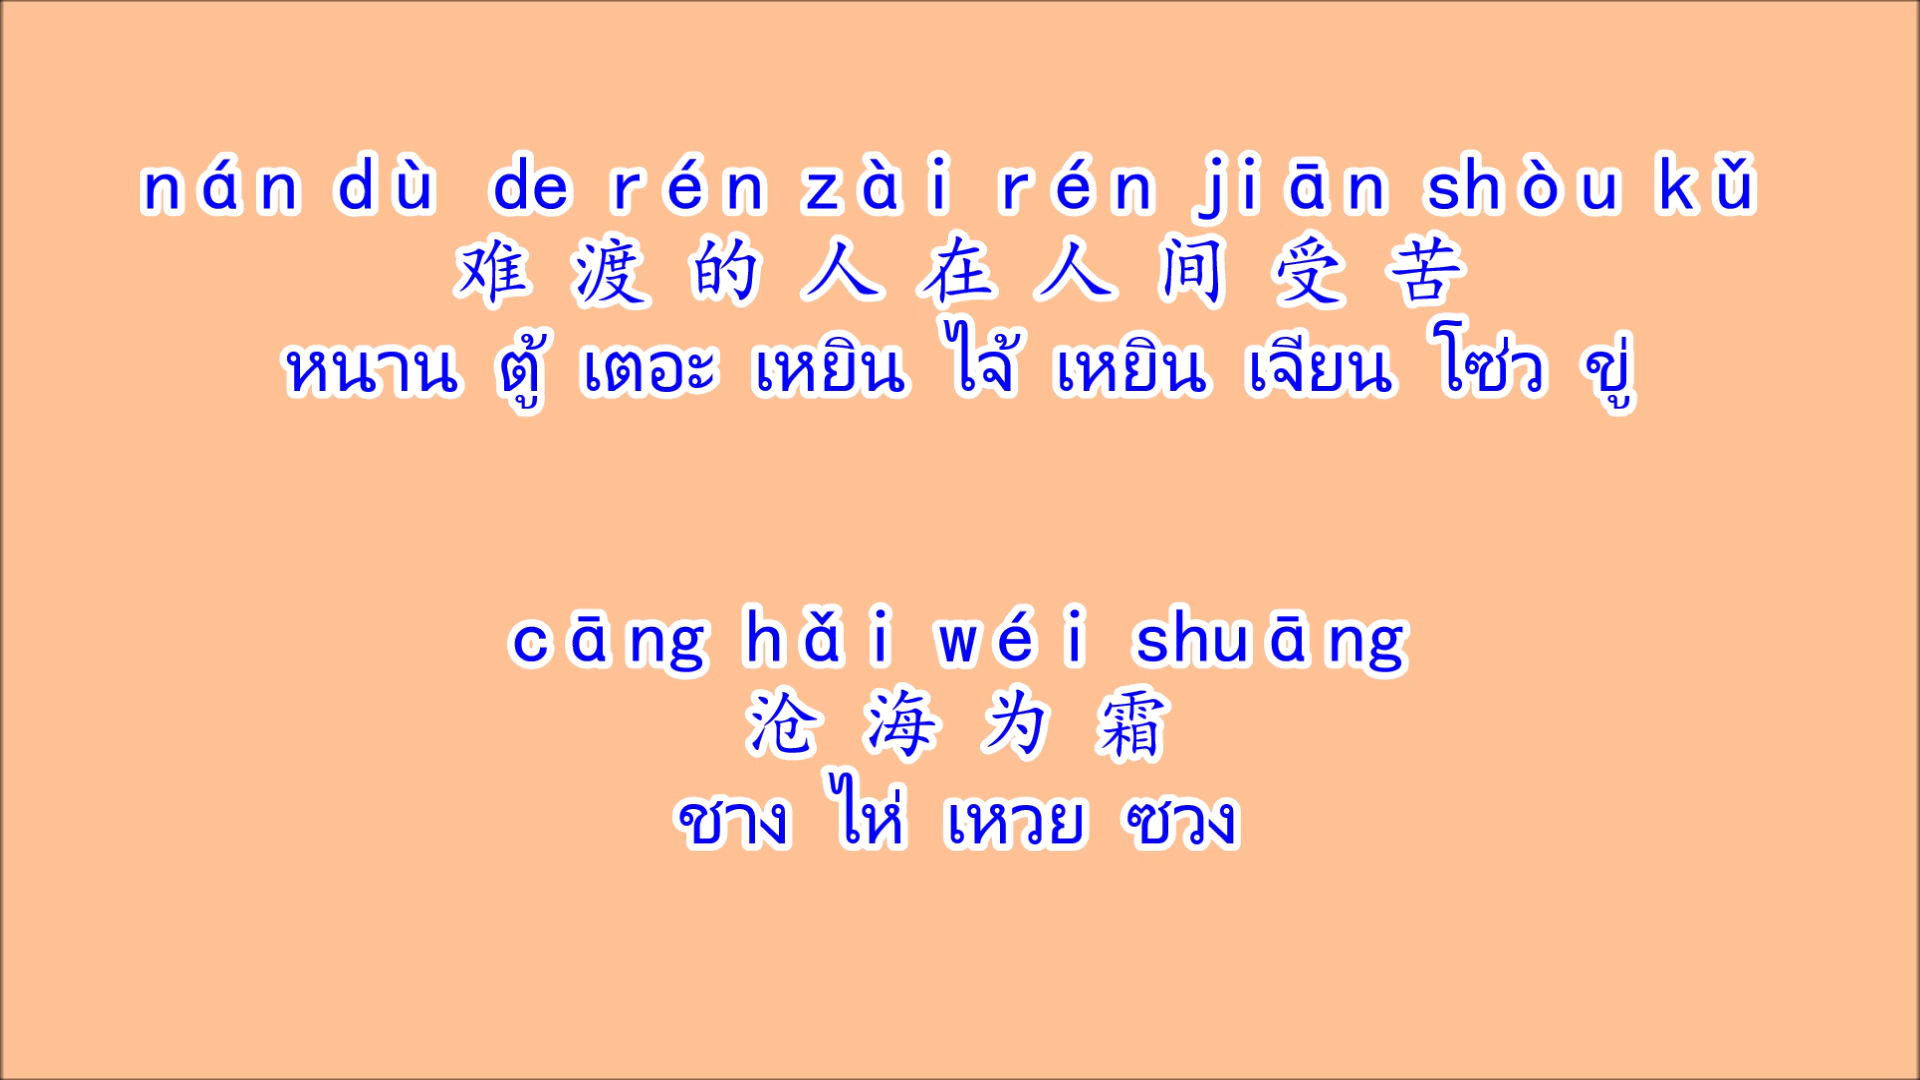 nán dù de rén zài rén jiān shòu kǔ
难 渡 的 人 在 人 间 受 苦
หนาน ตู้ เตอะ เหยิน ไจ้ เหยิน เจียน โซ่ว ขู่
cāng hǎi wéi shuāng
沧 海 为 霜
ชาง ไห่ เหวย ซวง